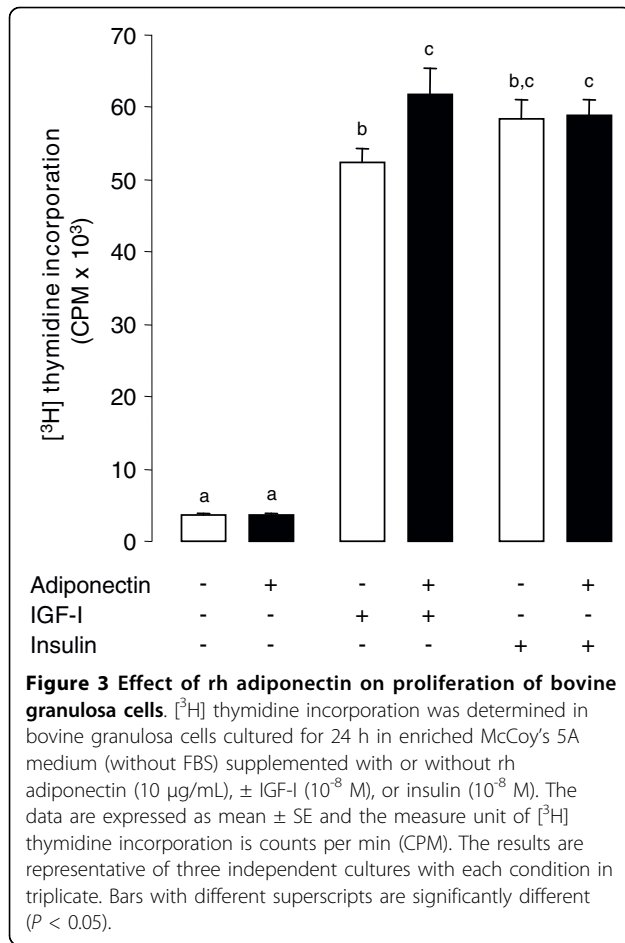 70
c
b,c
c
60
b
50
[³H] thymidine incorporation
(CPM x 10³)
40
30
20
10
a
a
0
Adiponectin - + - + - +
IGF-I - - + + - -
Insulin - - - - + +
Figure 3 Effect of rh adiponectin on proliferation of bovine
granulosa cells. [³H] thymidine incorporation was determined in
bovine granulosa cells cultured for 24 h in enriched McCoy's 5A
medium (without FBS) supplemented with or without rh
adiponectin (10 μg/mL), ± IGF-I (10⁻⁸ M), or insulin (10⁻⁸ M). The
data are expressed as mean ± SE and the measure unit of [³H]
thymidine incorporation is counts per min (CPM). The results are
representative of three independent cultures with each condition in
triplicate. Bars with different superscripts are significantly different
(P < 0.05).